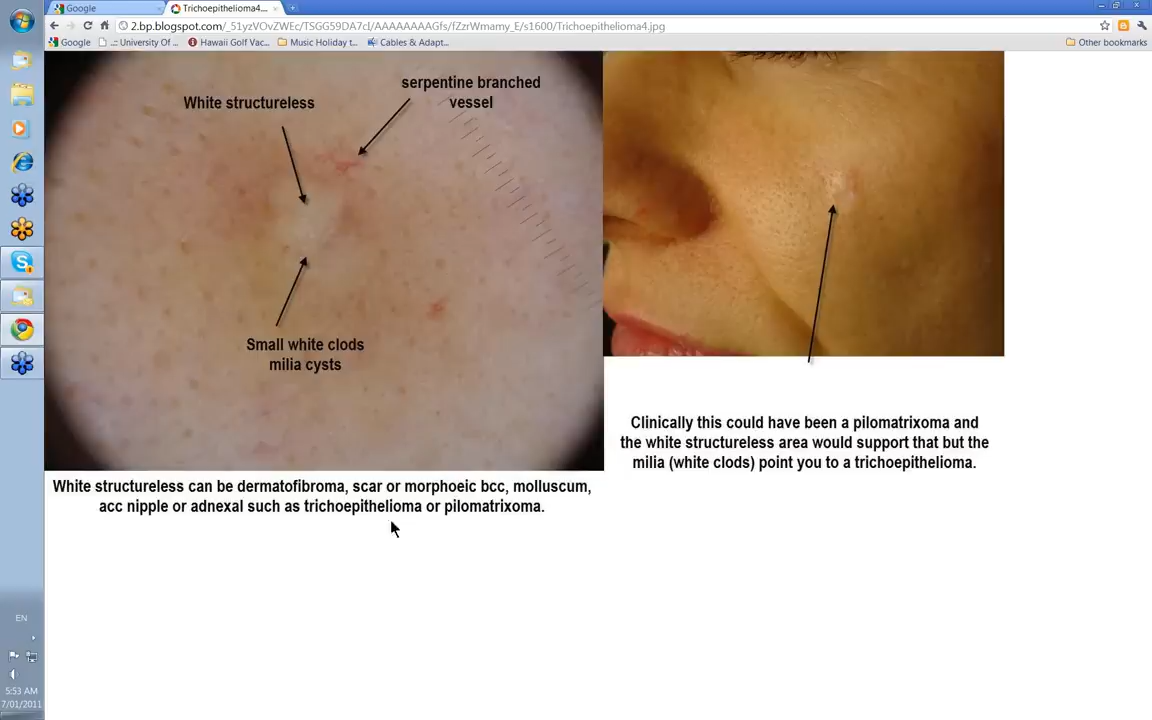 Google
Trichoepithelioma4...
2.bp.blogspot.com/_51yzVOvZWEc/TSGG59DA7cI/AAAAAAAAGfs/fZzrWmamy_E/s1600/Trichoepithelioma4.jpg
Google
..:: University Of ...
Hawaii Golf Vac...
Music Holiday t...
Cables & Adapt...
Other bookmarks
White structureless
serpentine branched
vessel
Small white clods
milia cysts
White structureless can be dermatofibroma, scar or morphoeic bcc, molluscum,
acc nipple or adnexal such as trichoepithelioma or pilomatrixoma.
Clinically this could have been a pilomatrixoma and
the white structureless area would support that but the
milia (white clods) point you to a trichoepithelioma.
EN
5:53 AM
7/01/2011